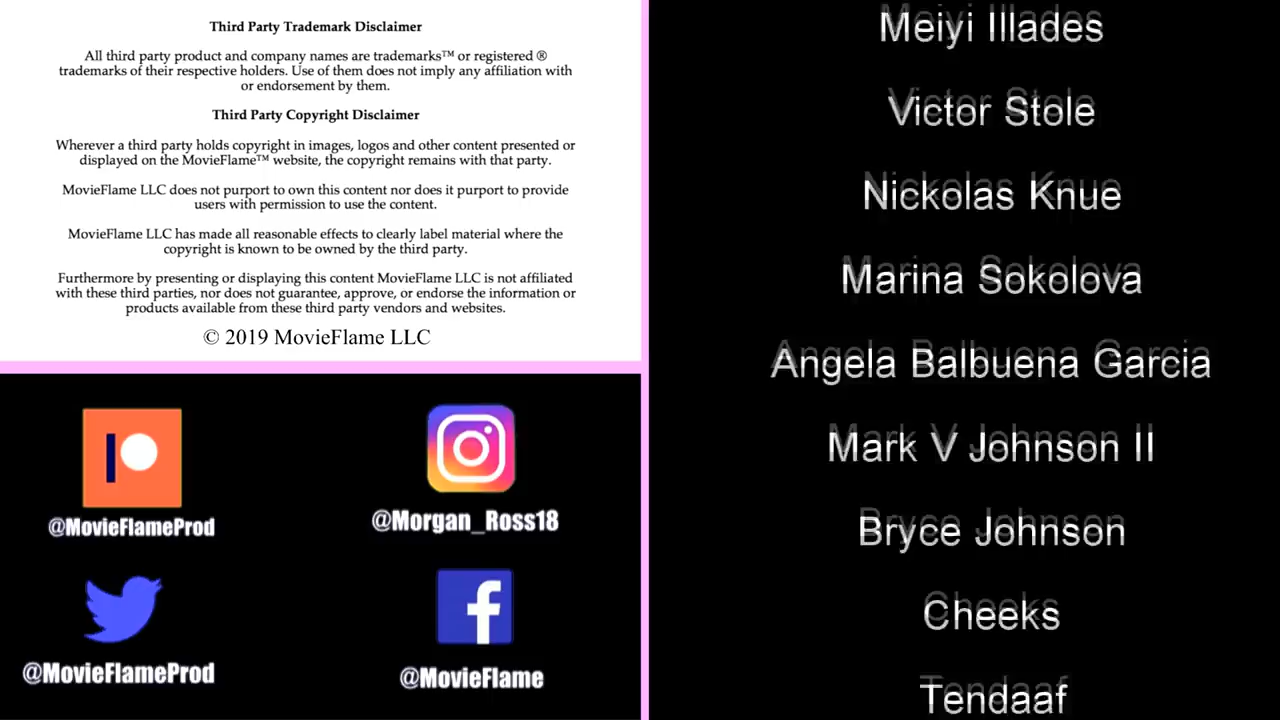 Third Party Trademark Disclaimer
All third party product and company names are trademarks™ or registered ®
trademarks of their respective holders. Use of them does not imply any affiliation with
or endorsement by them.
Third Party Copyright Disclaimer
Wherever a third party holds copyright in images, logos and other content presented or
displayed on the MovieFlame™ website, the copyright remains with that party.
MovieFlame LLC does not purport to own this content nor does it purport to provide
users with permission to use the content.
MovieFlame LLC has made all reasonable effects to clearly label material where the
copyright is known to be owned by the third party.
Furthermore by presenting or displaying this content MovieFlame LLC is not affiliated
with these third parties, nor does not guarantee, approve, or endorse the information or
products available from these third party vendors and websites.
© 2019 MovieFlame LLC
@MovieFlameProd
@Morgan_Ross18
@MovieFlameProd
@MovieFlame
Meiyi Illades
Victor Stole
Nickolas Knue
Marina Sokolova
Angela Balbuena Garcia
Mark V Johnson II
Bryce Johnson
Cheeks
Tendaaf